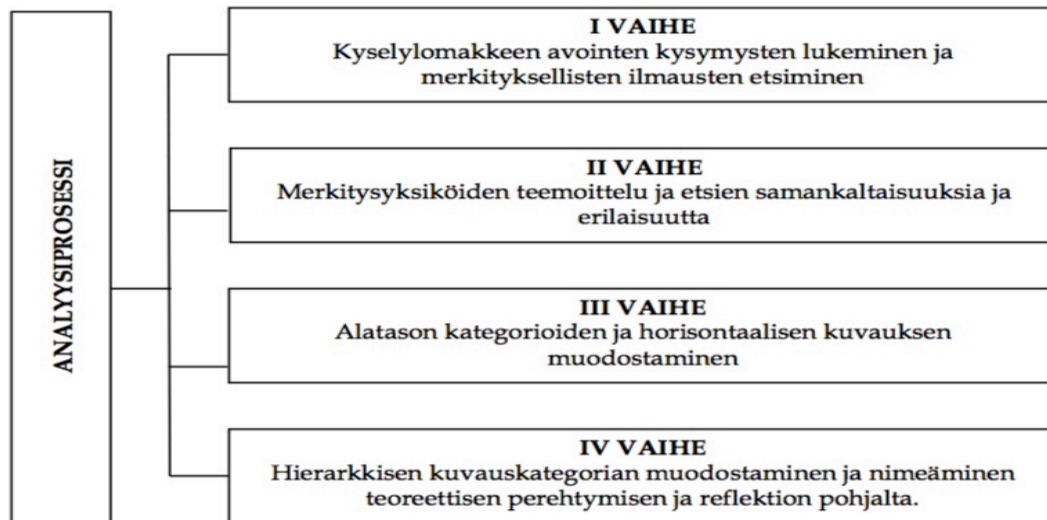 ANALYYSIPROSESSI
I VAIHE
Kyselylomakkeen avointen kysymysten lukeminen ja
merkityksellisten ilmausten etsiminen
II VAIHE
Merkitysyksiköiden teemoittelu ja etsien samankaltaisuuksia ja
erilaisuutta
III VAIHE
Alatason kategorioiden ja horisontaalisen kuvauksen
muodostaminen
IV VAIHE
Hierarkkisen kuvauskategorian muodostaminen ja nimeäminen
teoreettisen perehtymisen ja reflektion pohjalta.